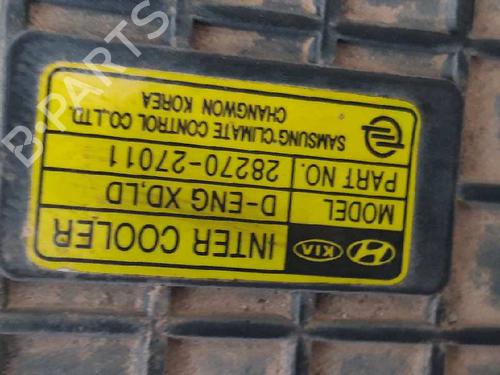 KIA INTER COOLER
MODEL D-ENG XD,LD
PART NO. 28270-27011
SAMSUNG CLIMATE CONTROL CO.,LTD.
CHANGWON KOREA
B-PARTS